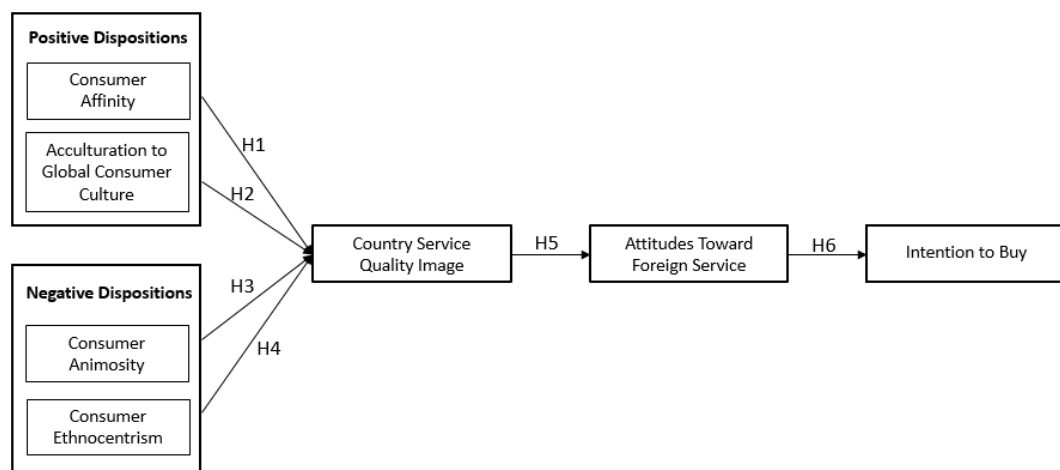 Positive Dispositions
Consumer
Affinity
Acculturation to
Global Consumer
Culture
H1
H2
Negative Dispositions
Consumer
Animosity
Consumer
Ethnocentrism
H3
H4
Country Service
Quality Image
H5
Attitudes Toward
Foreign Service
H6
Intention to Buy